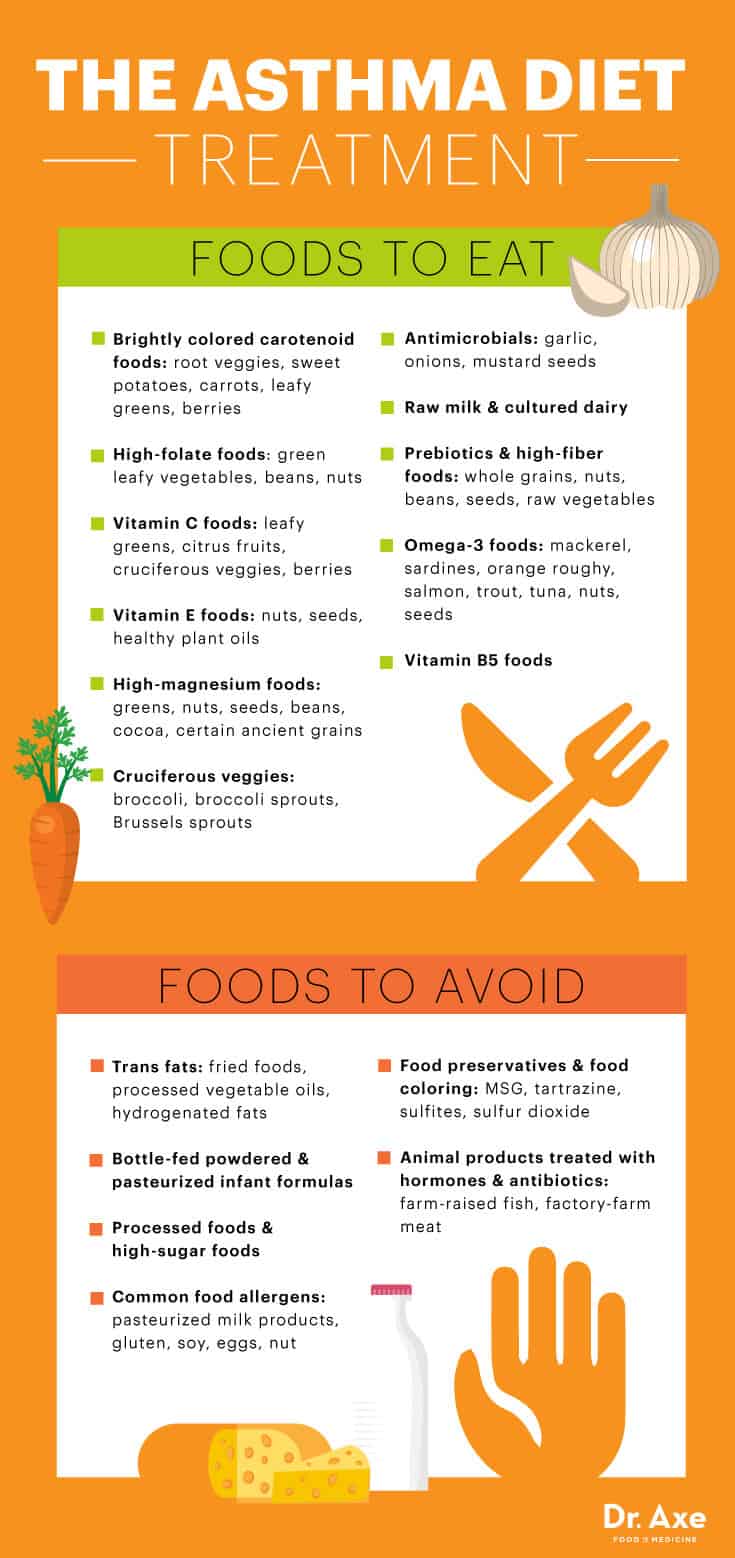 THE ASTHMA DIET
TREATMENT
FOODS TO EAT
Brightly colored carotenoid
foods: root veggies, sweet
potatoes, carrots, leafy
greens, berries
High-folate foods: green
leafy vegetables, beans, nuts
Vitamin C foods: leafy
greens, citrus fruits,
cruciferous veggies, berries
Vitamin E foods: nuts, seeds,
healthy plant oils
High-magnesium foods:
greens, nuts, seeds, beans,
cocoa, certain ancient grains
Cruciferous veggies:
broccoli, broccoli sprouts,
Brussels sprouts
Antimicrobials: garlic,
onions, mustard seeds
Raw milk & cultured dairy
Prebiotics & high-fiber
foods: whole grains, nuts,
beans, seeds, raw vegetables
Omega-3 foods: mackerel,
sardines, orange roughy,
salmon, trout, tuna, nuts,
seeds
Vitamin B5 foods
FOODS TO AVOID
Trans fats: fried foods,
processed vegetable oils,
hydrogenated fats
Bottle-fed powdered &
pasteurized infant formulas
Processed foods &
high-sugar foods
Common food allergens:
pasteurized milk products,
gluten, soy, eggs, nut
Food preservatives & food
coloring: MSG, tartrazine,
sulfites, sulfur dioxide
Animal products treated with
hormones & antibiotics:
farm-raised fish, factory-farm
meat
Dr. Axe
FOOD IS MEDICINE